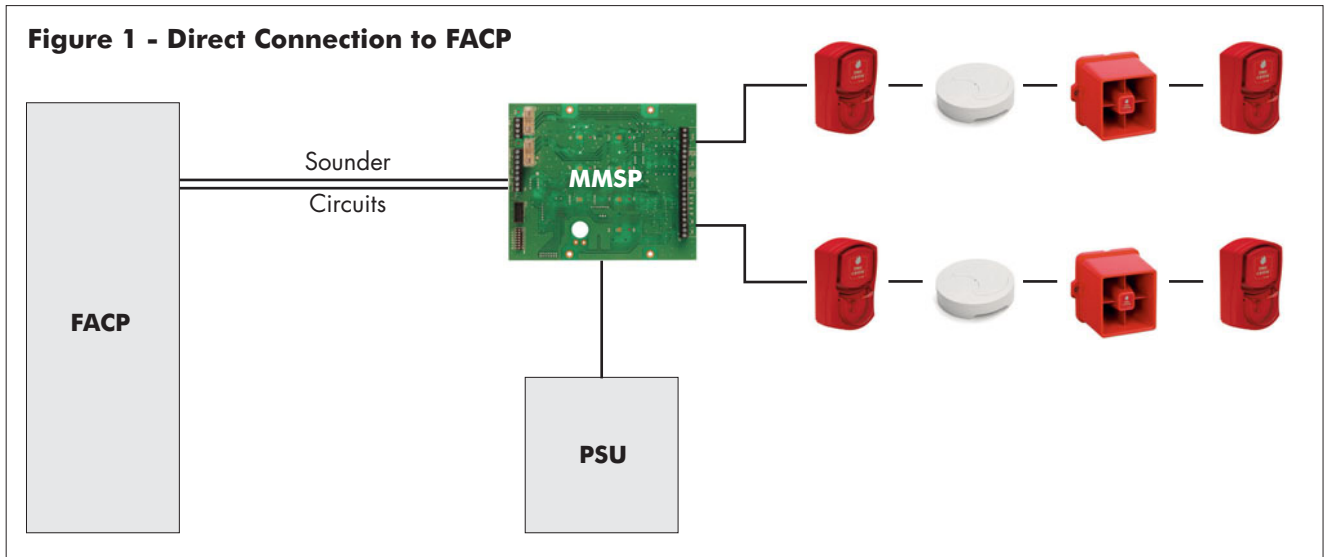 Figure 1 - Direct Connection to FACP
Sounder
Circuits
MMSP
FACP
PSU